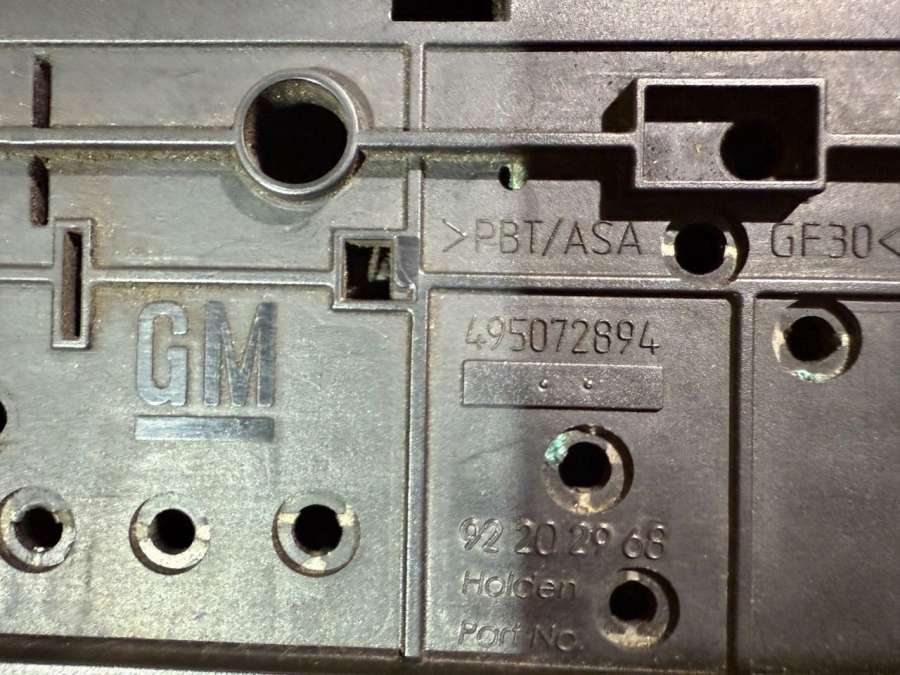 >PBT/ASA GF30<
GM
495072894
92 20 29 68
Holden
Part No.